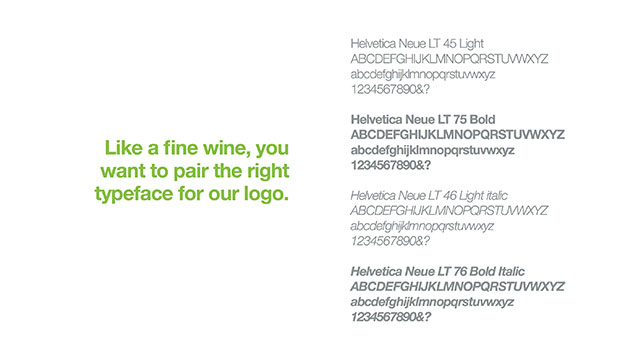 Like a fine wine, you
want to pair the right
typeface for our logo.
Helvetica Neue LT 45 Light
ABCDEFGHIJKLMNOPQRSTUVWXYZ
abcdefghijklmnopqrstuvwxyz
1234567890&?
Helvetica Neue LT 75 Bold
ABCDEFGHIJKLMNOPQRSTUVWXYZ
abcdefghijklmnopqrstuvwxyz
1234567890&?
Helvetica Neue LT 46 Light italic
ABCDEFGHIJKLMNOPQRSTUVWXYZ
abcdefghijklmnopqrstuvwxyz
1234567890&?
Helvetica Neue LT 76 Bold Italic
ABCDEFGHIJKLMNOPQRSTUVWXYZ
abcdefghijklmnopqrstuvwxyz
1234567890&?